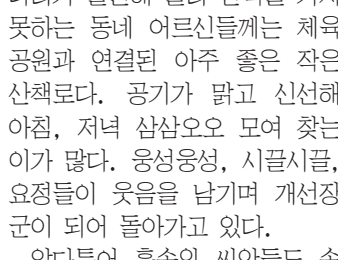 못하는 동네 어르신들께는 체육
공원과 연결된 아주 좋은 작은
산책로다. 공기가 맑고 신선해
아침, 저녁 삼삼오오 모여 찾는
이가 많다. 웅성웅성, 시끌시끌,
요정들이 웃음을 남기며 개선장
군이 되어 돌아가고 있다.